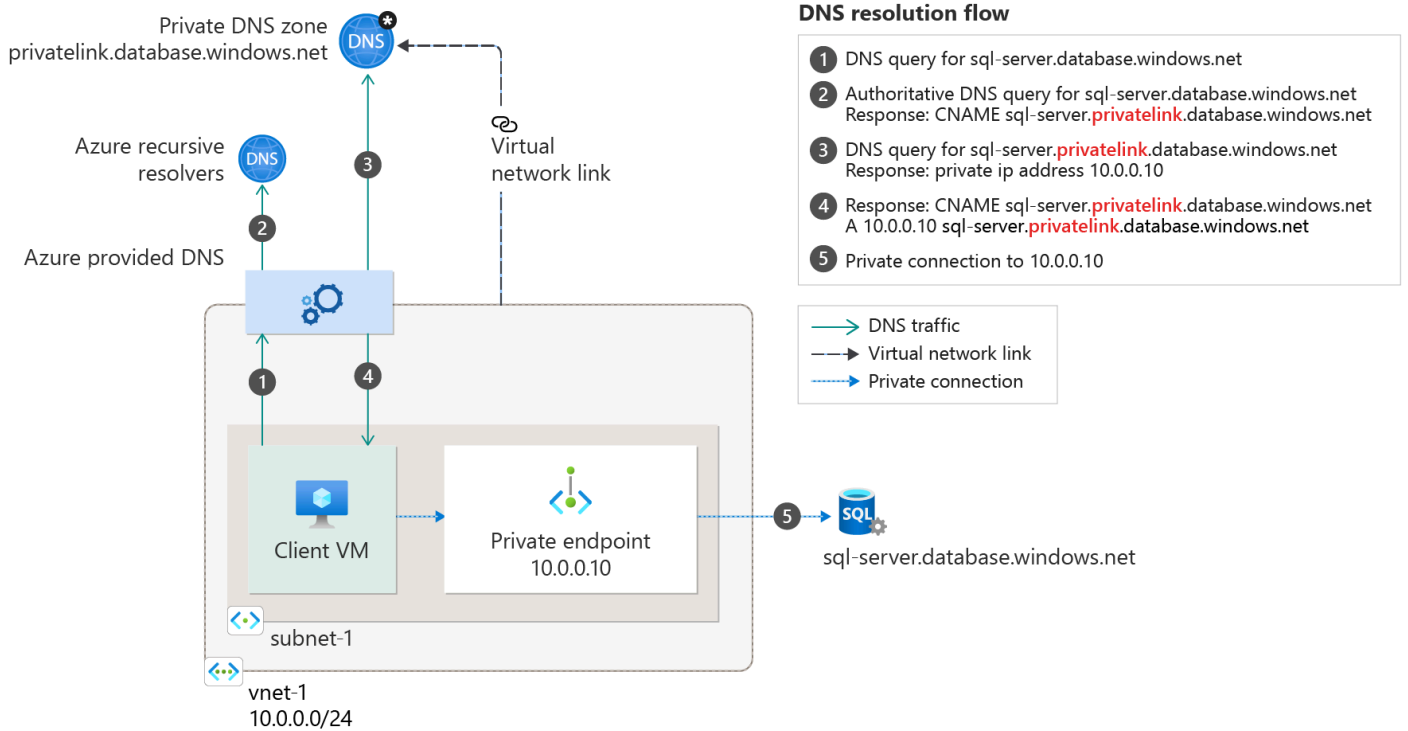 Private DNS zone
privatelink.database.windows.net
DNS
*
Azure recursive
resolvers
DNS
Virtual
network link
3
2
Azure provided DNS
1
4
Client VM
Private endpoint
10.0.0.10
5
SQL
sql-server.database.windows.net
subnet-1
vnet-1
10.0.0.0/24
DNS resolution flow
1 DNS query for sql-server.database.windows.net
2 Authoritative DNS query for sql-server.database.windows.net
Response: CNAME sql-server.privatelink.database.windows.net
3 DNS query for sql-server.privatelink.database.windows.net
Response: private ip address 10.0.0.10
4 Response: CNAME sql-server.privatelink.database.windows.net
A 10.0.0.10 sql-server.privatelink.database.windows.net
5 Private connection to 10.0.0.10
DNS traffic
Virtual network link
Private connection